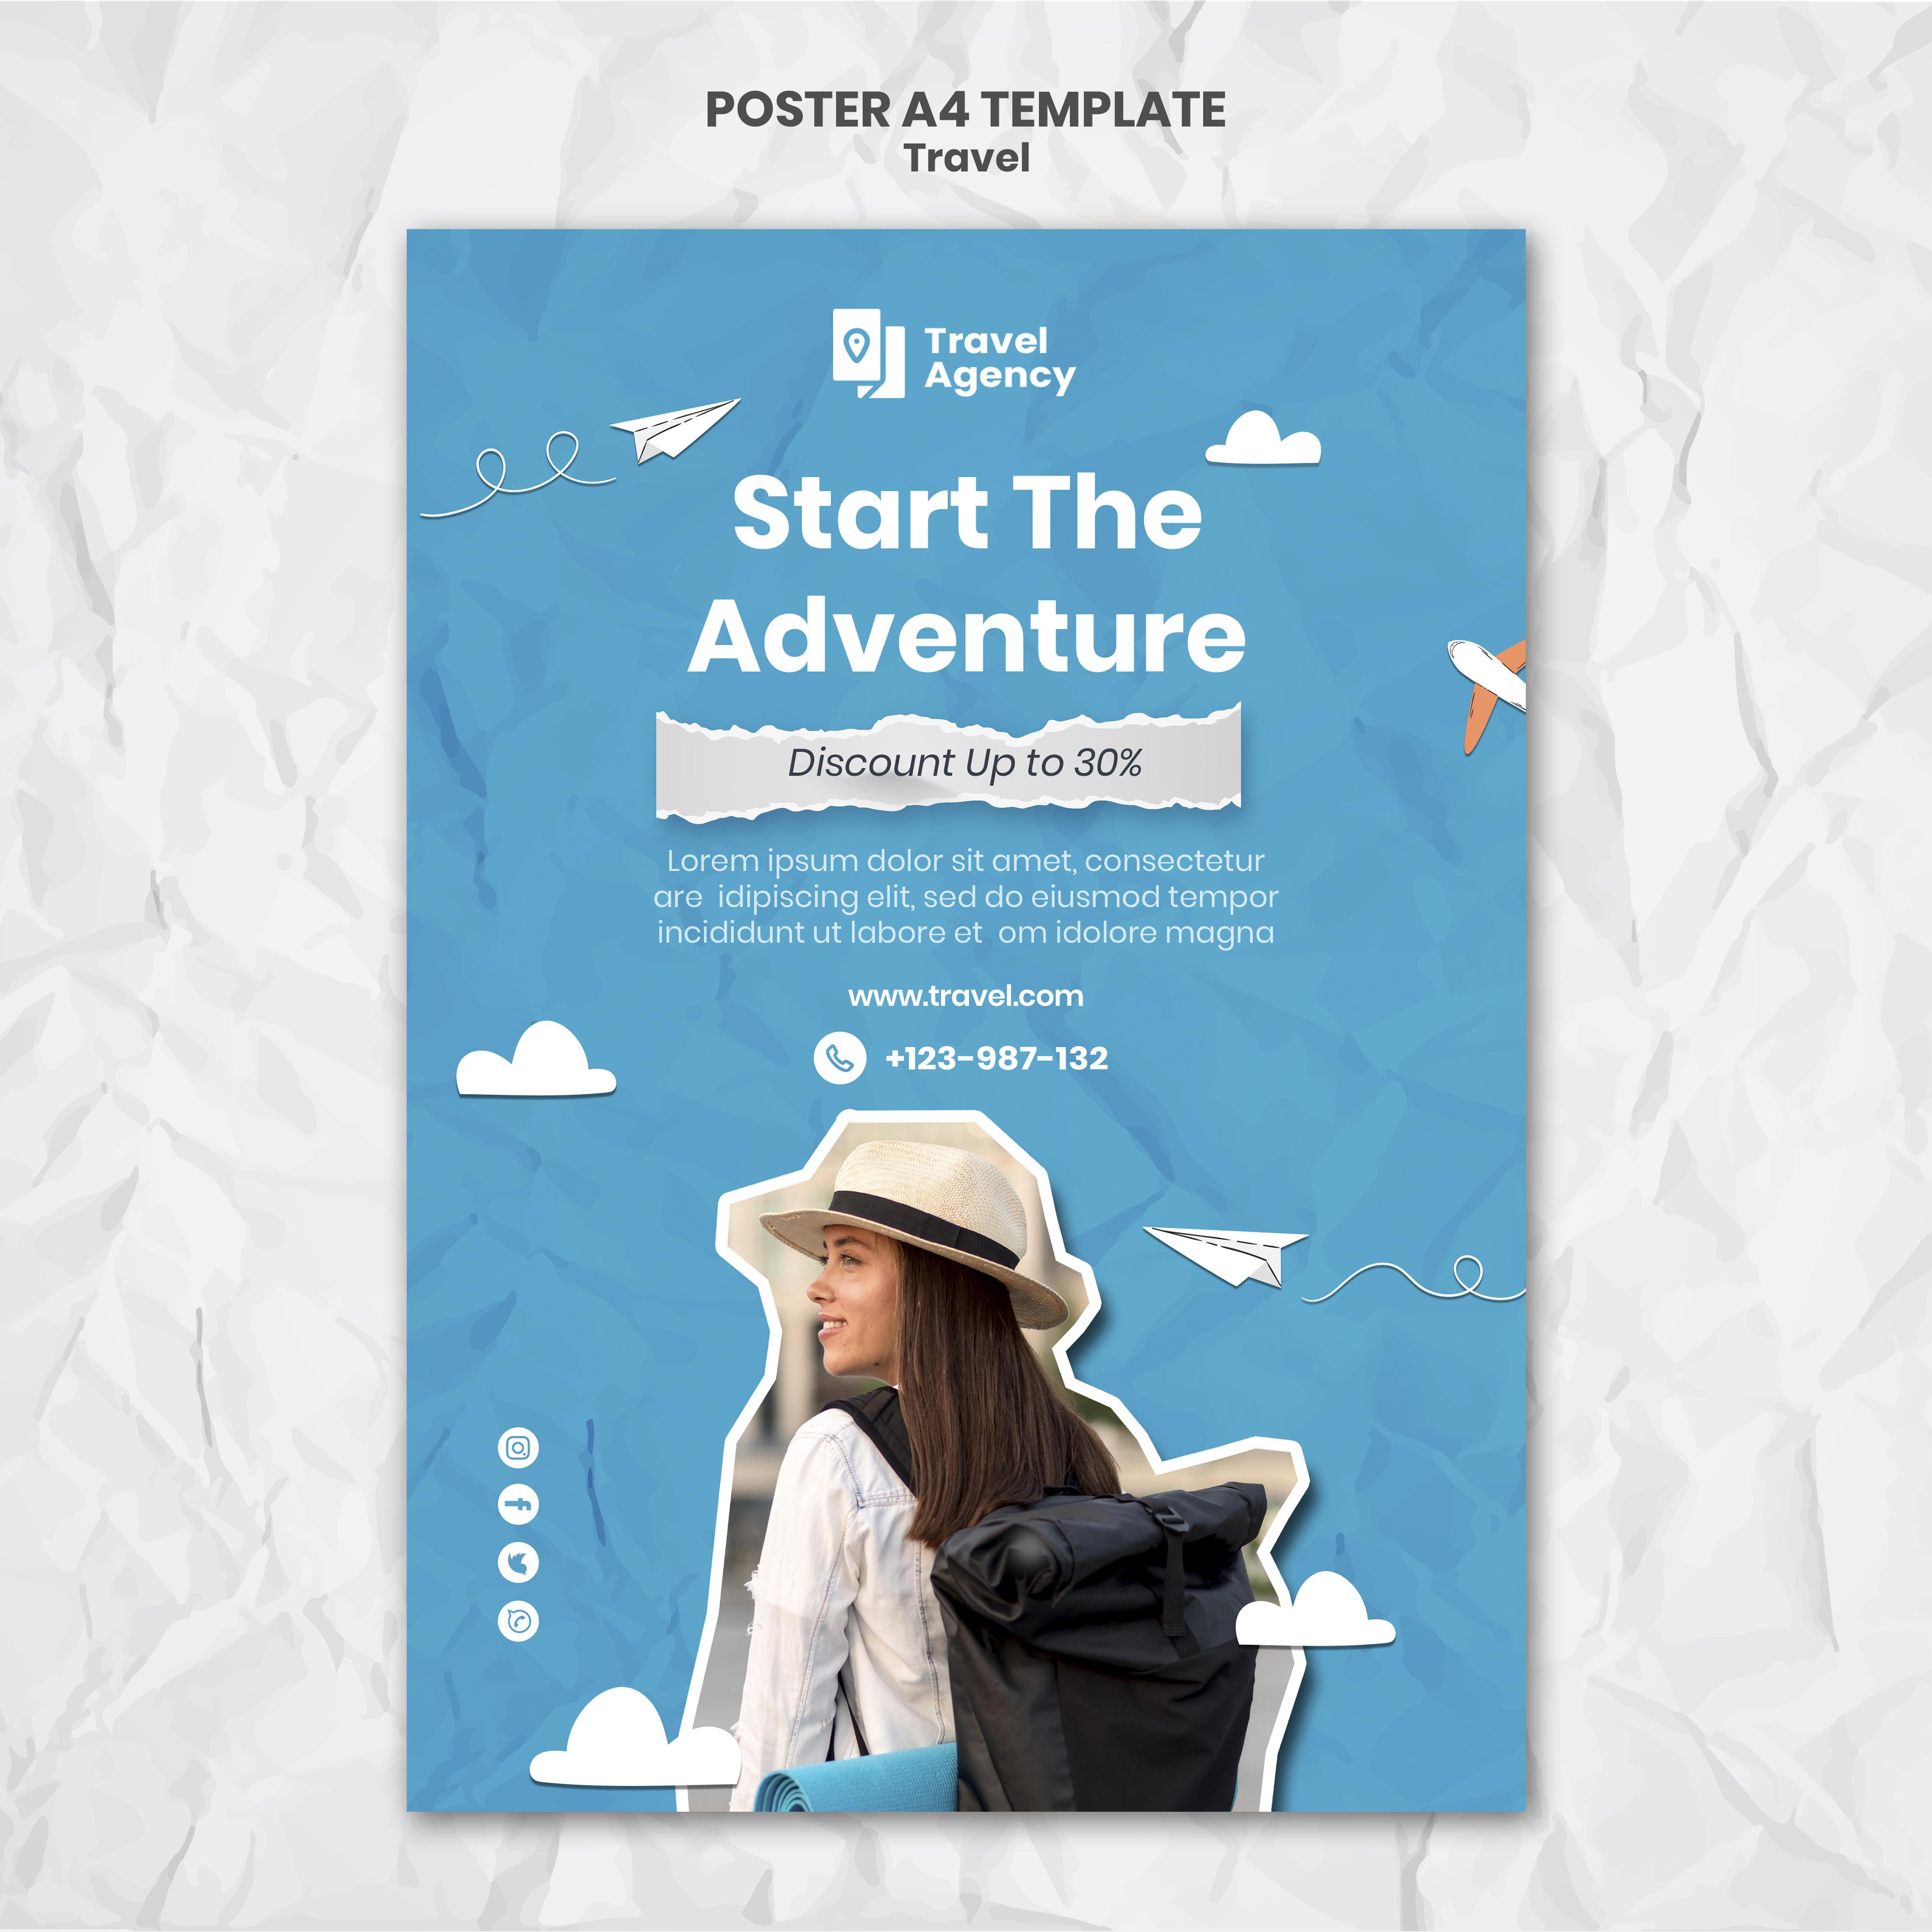 POSTER A4 TEMPLATE
Travel
Travel
Agency
Start The
Adventure
Discount Up to 30%
Lorem ipsum dolor sit amet, consectetur
are  idipiscing elit, sed do eiusmod tempor
incididunt ut labore et  om idolore magna
www.travel.com
+123-987-132